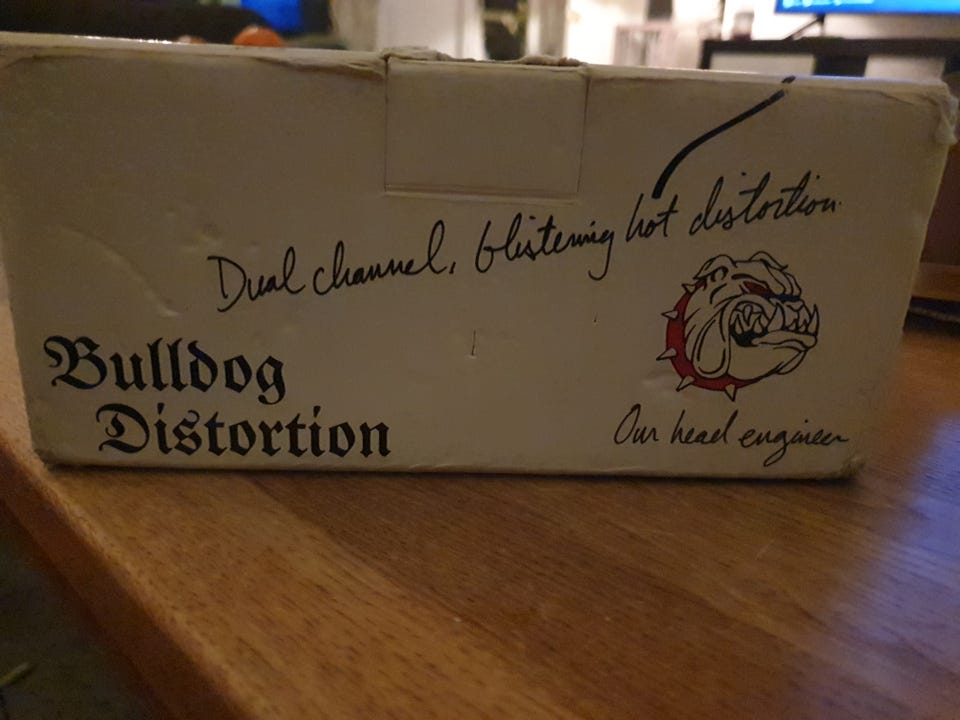 Dual channel, blistering hot distortion.
Bulldog
Distortion
Our head engineer